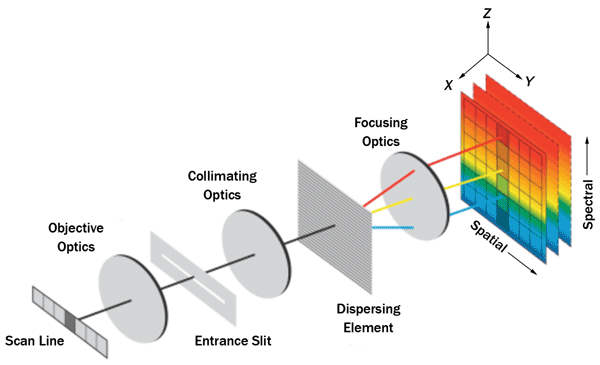 Z
X
Y
Focusing
Optics
Collimating
Optics
Objective
Optics
Spectral
Spatial
Dispersing
Element
Scan Line
Entrance Slit